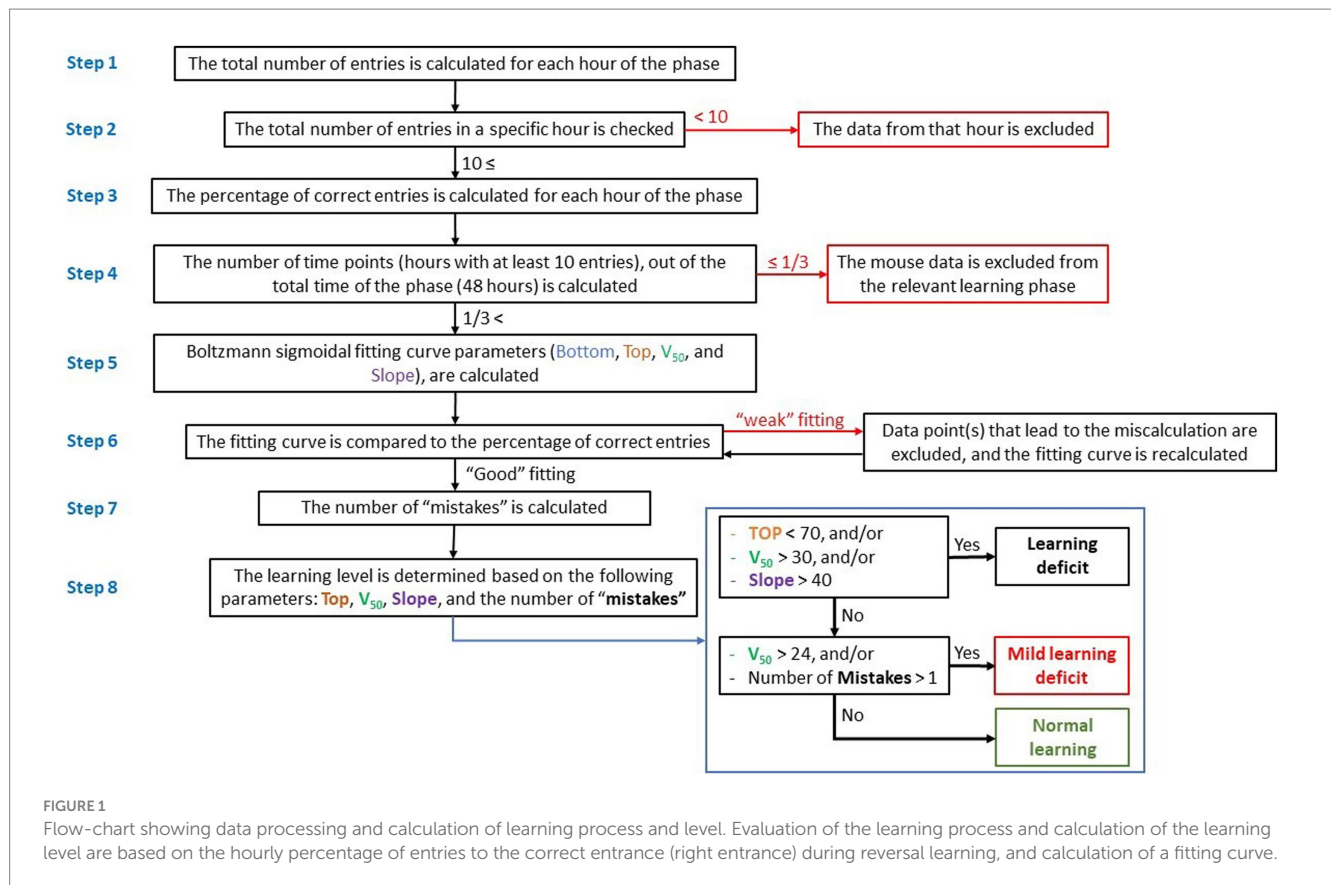 Step 1
The total number of entries is calculated for each hour of the phase
Step 2
The total number of entries in a specific hour is checked
< 10
The data from that hour is excluded
10 ≤
Step 3
The percentage of correct entries is calculated for each hour of the phase
Step 4
The number of time points (hours with at least 10 entries), out of the
total time of the phase (48 hours) is calculated
≤ 1/3
The mouse data is excluded from
the relevant learning phase
1/3 <
Step 5
Boltzmann sigmoidal fitting curve parameters (Bottom, Top, V₅₀, and
Slope), are calculated
Step 6
The fitting curve is compared to the percentage of correct entries
“weak” fitting
Data point(s) that lead to the miscalculation are
excluded, and the fitting curve is recalculated
“Good” fitting
Step 7
The number of “mistakes” is calculated
Step 8
The learning level is determined based on the following
parameters: Top, V₅₀, Slope, and the number of “mistakes”
- TOP < 70, and/or
- V₅₀ > 30, and/or
- Slope > 40
Yes
Learning
deficit
No
- V₅₀ > 24, and/or
- Number of Mistakes > 1
Yes
Mild learning
deficit
No
Normal
learning
FIGURE 1
Flow-chart showing data processing and calculation of learning process and level. Evaluation of the learning process and calculation of the learning
level are based on the hourly percentage of entries to the correct entrance (right entrance) during reversal learning, and calculation of a fitting curve.